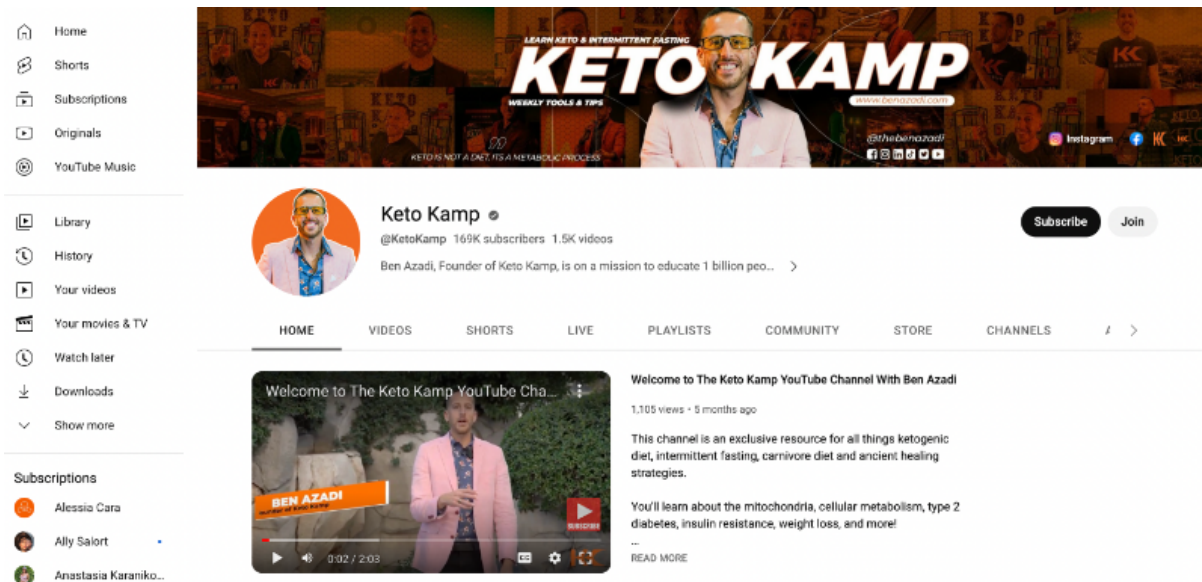 Home
Shorts
Subscriptions
Originals
YouTube Music
Library
History
Your videos
Your movies & TV
Watch later
Downloads
Show more
Subscriptions
Alessia Cara
Ally Salort
Anastasia Karaniko...
LEARN KETO & INTERMITTENT FASTING
KETO KAMP
WEEKLY TOOLS & TIPS
www.benazadi.com
KETO IS NOT A DIET, ITS A METABOLIC PROCESS
@thebenazadi
Instagram
Keto Kamp
@KetoKamp 169K subscribers 1.5K videos
Ben Azadi, Founder of Keto Kamp, is on a mission to educate 1 billion peo...
Subscribe
Join
HOME VIDEOS SHORTS LIVE PLAYLISTS COMMUNITY STORE CHANNELS
Welcome to The Keto Kamp YouTube Cha...
BEN AZADI
founder of Keto Kamp
SUBSCRIBE
0:02 / 2:03
Welcome to The Keto Kamp YouTube Channel With Ben Azadi
1,105 views • 5 months ago
This channel is an exclusive resource for all things ketogenic
diet, intermittent fasting, carnivore diet and ancient healing
strategies.
You'll learn about the mitochondria, cellular metabolism, type 2
diabetes, insulin resistance, weight loss, and more!
...
READ MORE